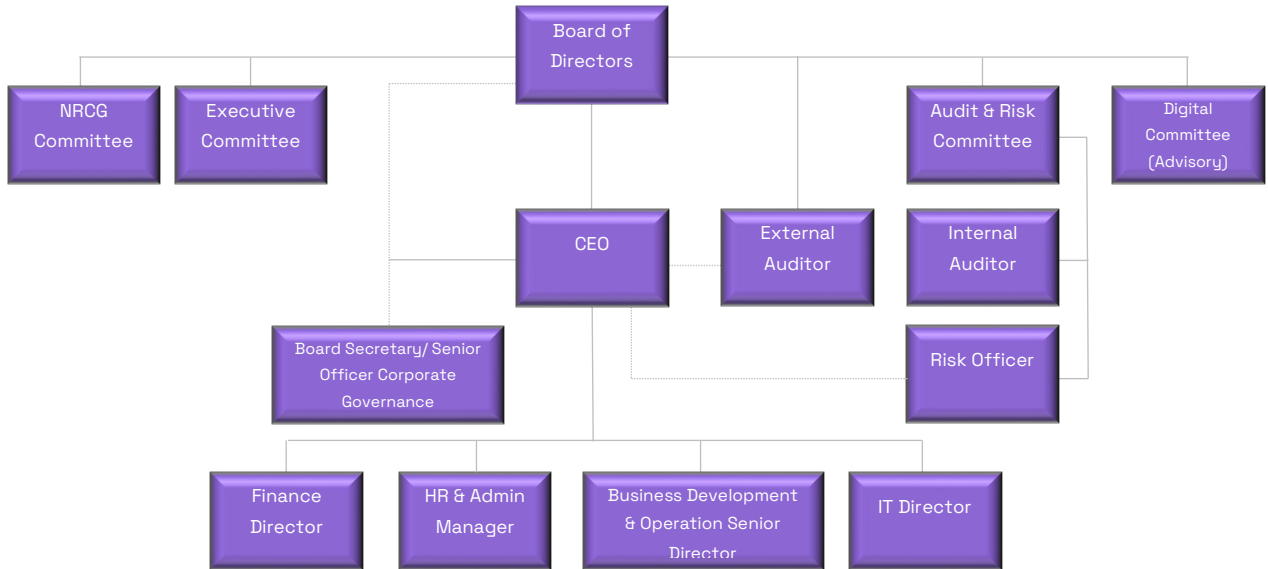 Board of
Directors
NRCG
Committee
Executive
Committee
Audit & Risk
Committee
Digital
Committee
(Advisory)
CEO
External
Auditor
Internal
Auditor
Board Secretary/ Senior
Officer Corporate
Governance
Risk Officer
Finance
Director
HR & Admin
Manager
Business Development
& Operation Senior
Director
IT Director